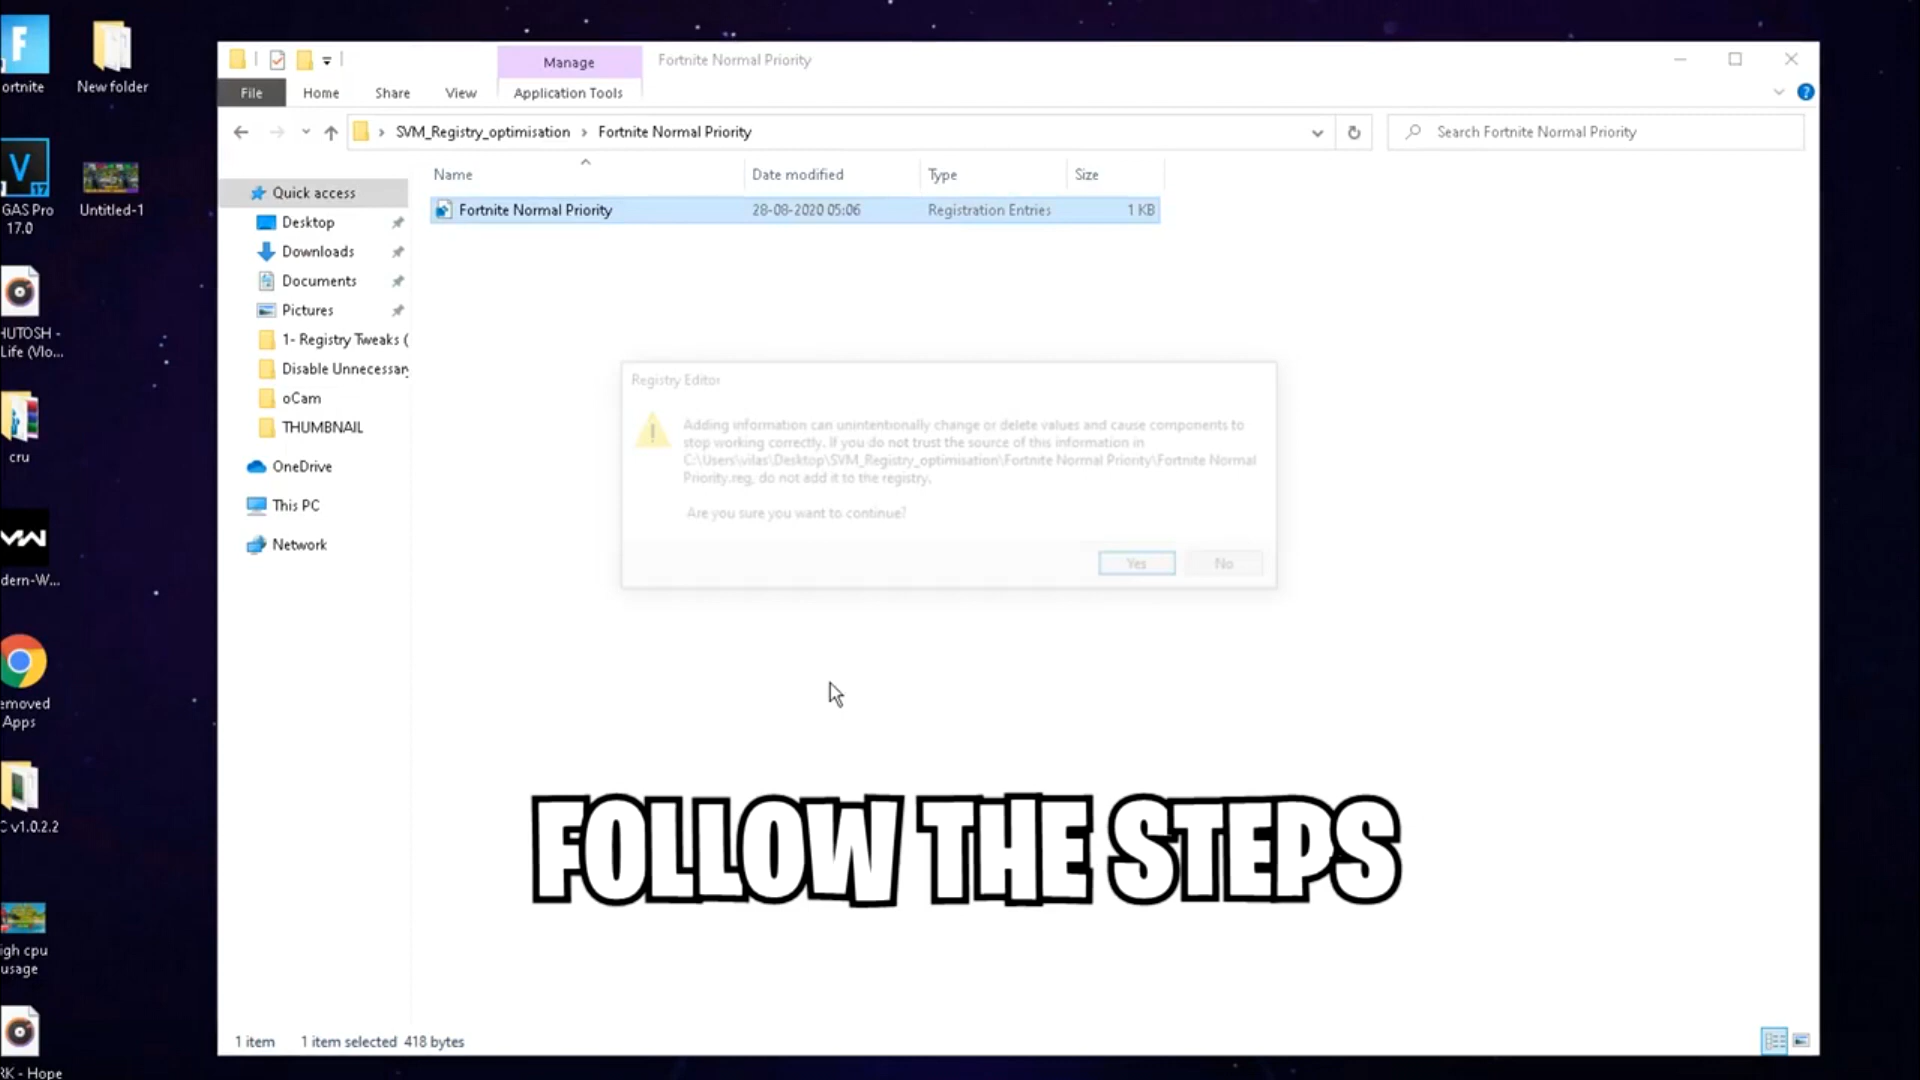 Manage
Fortnite Normal Priority
File
Home
Share
View
Application Tools
SVM_Registry_optimisation
Fortnite Normal Priority
Search Fortnite Normal Priority
Name
Date modified
Type
Size
Fortnite Normal Priority
28-08-2020 05:06
Registration Entries
1 KB
Quick access
Desktop
Downloads
Documents
Pictures
1- Registry Tweaks (
Disable Unnecessary
oCam
THUMBNAIL
OneDrive
This PC
Network
Registry Editor
Adding information can unintentionally change or delete values and cause components to
stop working correctly. If you do not trust the source of this information in
C:\Users\vilas\Desktop\SVM_Registry_optimisation\Fortnite Normal Priority\Fortnite Normal
Priority.reg, do not add it to the registry.
Are you sure you want to continue?
Yes
No
FOLLOW THE STEPS
1 item
1 item selected
418 bytes
ortnite
New folder
GAS Pro
17.0
17
Untitled-1
HUTOSH -
Life (Vlo...
cru
dern-W...
emoved
Apps
C v1.0.2.2
igh cpu
usage
RK - Hope